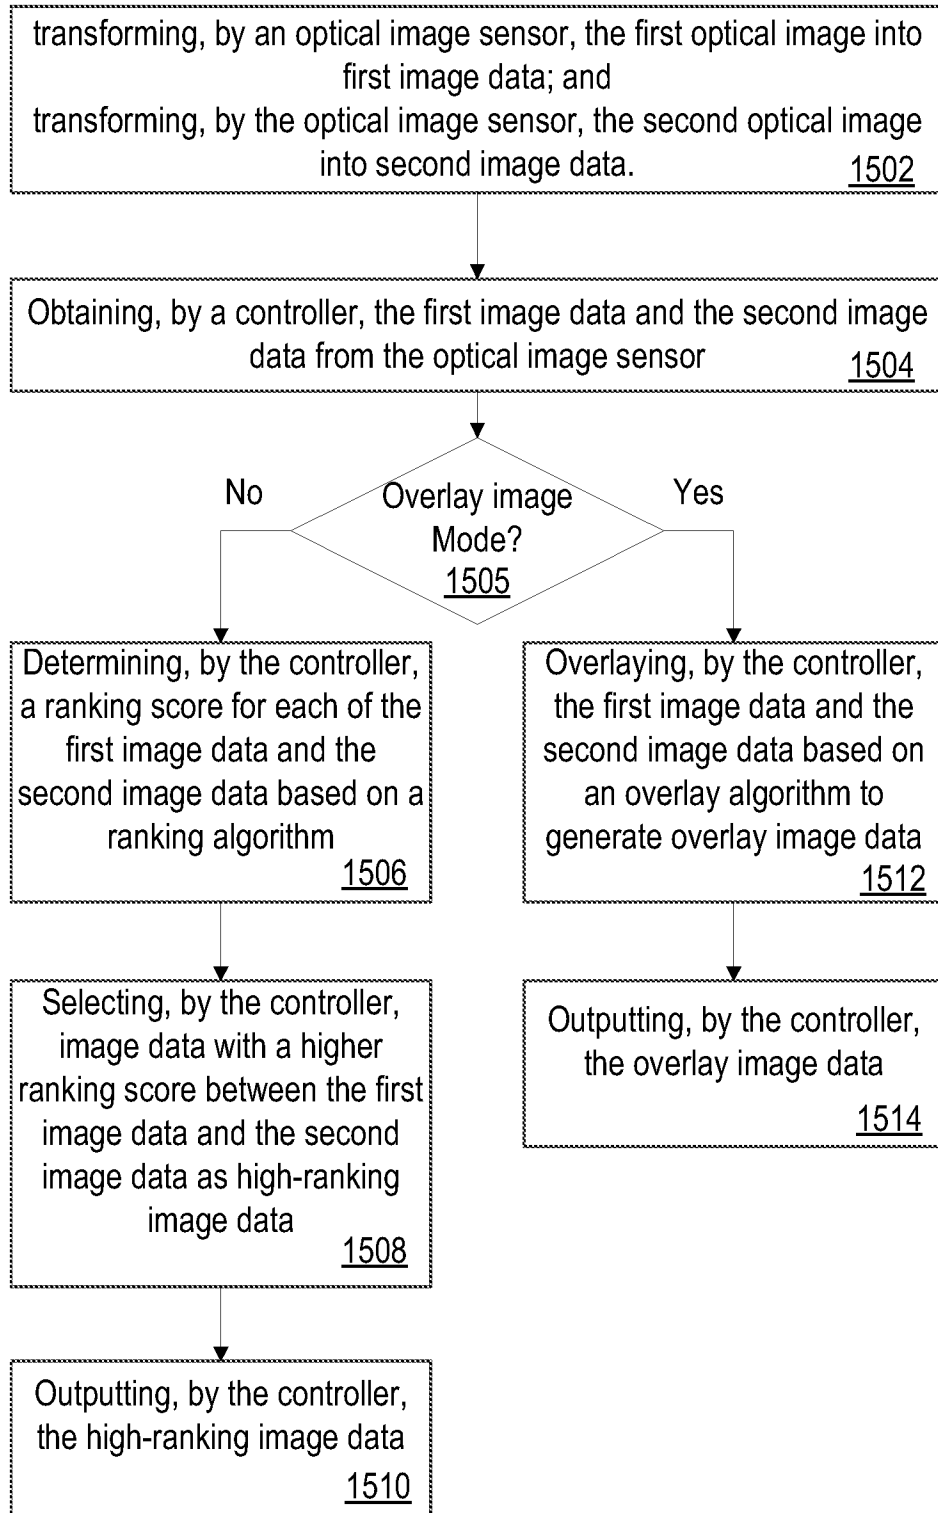 transforming, by an optical image sensor, the first optical image into
first image data; and
transforming, by the optical image sensor, the second optical image
into second image data.
1502
Obtaining, by a controller, the first image data and the second image
data from the optical image sensor
1504
No
Overlay image
Mode?
1505
Yes
Determining, by the controller,
a ranking score for each of the
first image data and the
second image data based on a
ranking algorithm
1506
Overlaying, by the controller,
the first image data and the
second image data based on
an overlay algorithm to
generate overlay image data
1512
Selecting, by the controller,
image data with a higher
ranking score between the first
image data and the second
image data as high-ranking
image data
1508
Outputting, by the controller,
the overlay image data
1514
Outputting, by the controller,
the high-ranking image data
1510